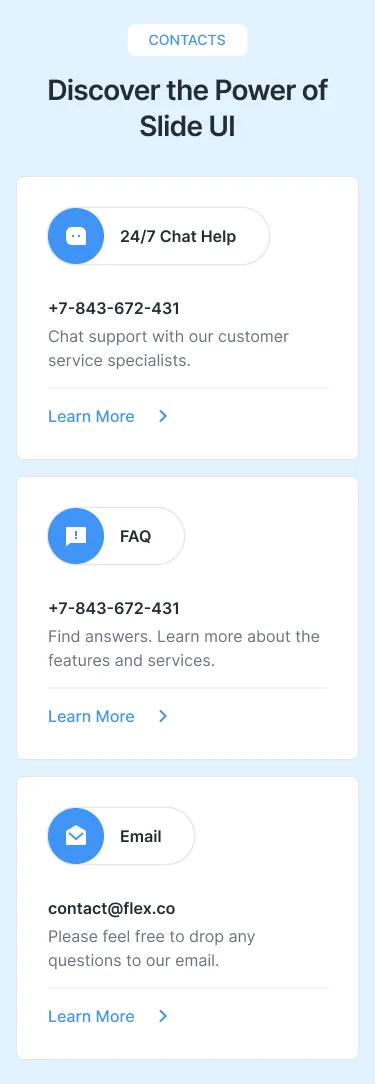 CONTACTS
Discover the Power of
Slide UI
24/7 Chat Help
+7-843-672-431
Chat support with our customer
service specialists.
Learn More
FAQ
+7-843-672-431
Find answers. Learn more about the
features and services.
Learn More
Email
contact@flex.co
Please feel free to drop any
questions to our email.
Learn More